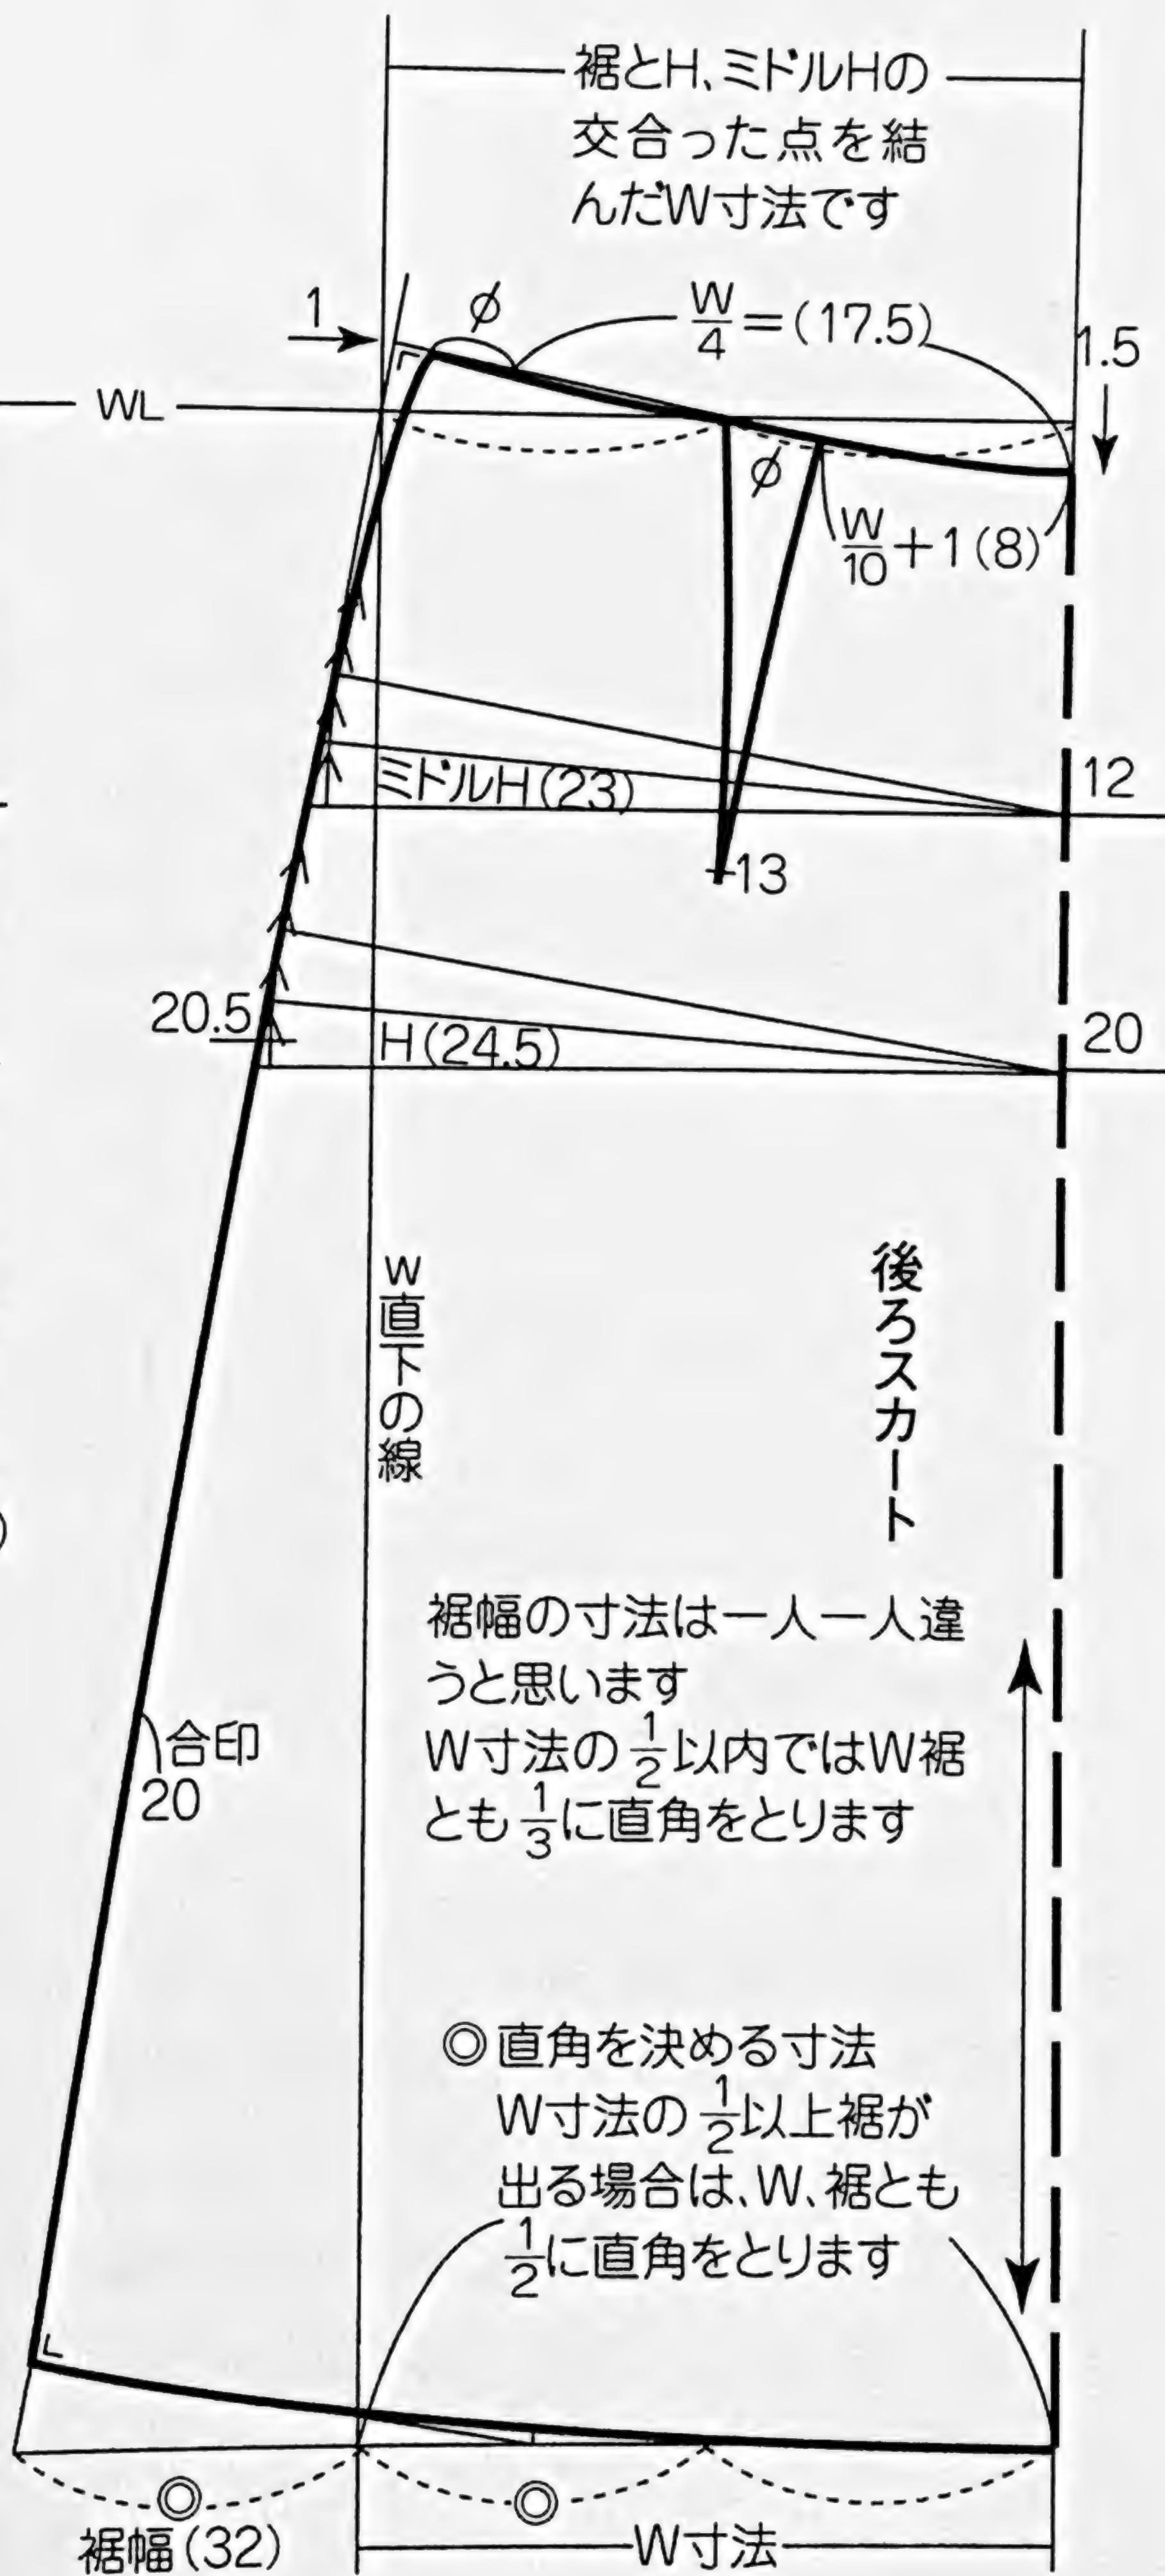 裾とH、ミドルHの
交合った点を結
んだW寸法です
1
φ
W/4＝(17.5)
1.5
WL
φ
W/10＋1(8)
ミドルH(23)
12
13
20.5
H(24.5)
20
W直下の線
後ろスカート
裾幅の寸法は一人一人違
うと思います
W寸法の1/2以内ではW裾
とも1/3に直角をとります
合印
20
◎直角を決める寸法
W寸法の1/2以上裾が
出る場合は、W、裾とも
1/2に直角をとります
◎
◎
裾幅(32)
W寸法